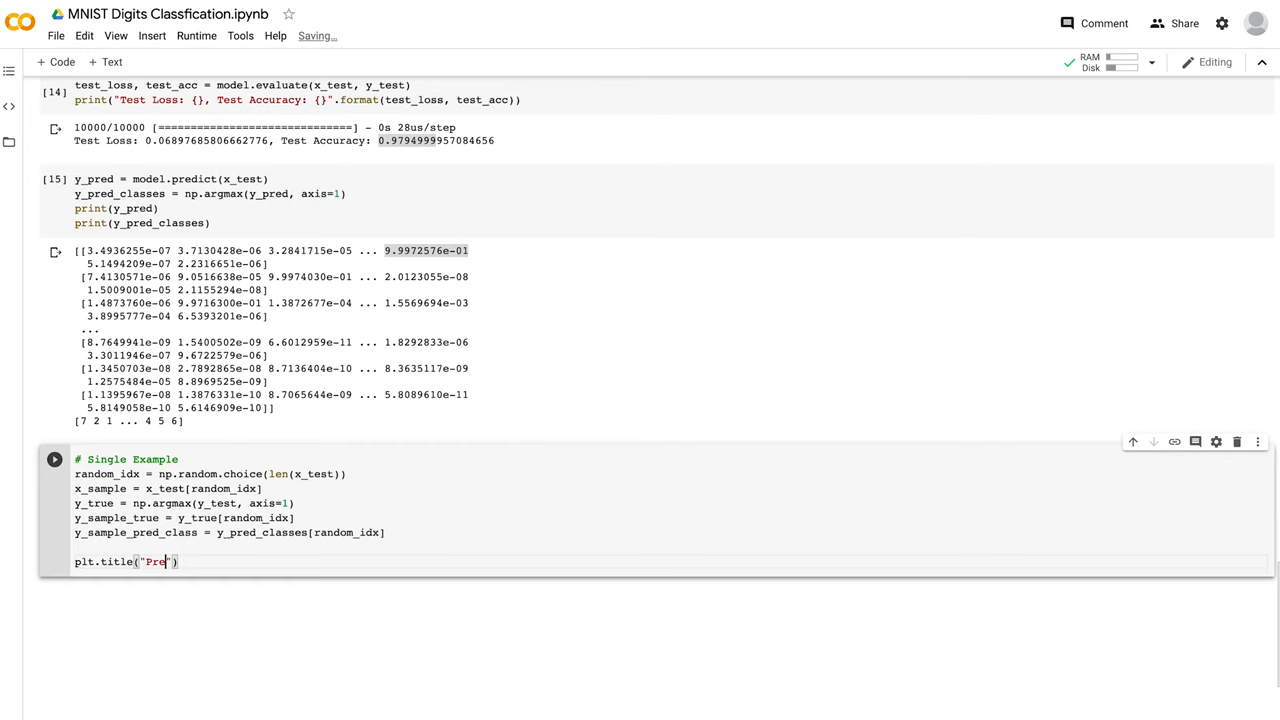 MNIST Digits Classfication.ipynb
File Edit View Insert Runtime Tools Help Saving...
Comment Share
+ Code + Text
RAM
Disk
Editing
[14] test_loss, test_acc = model.evaluate(x_test, y_test)
print("Test Loss: {}, Test Accuracy: {}".format(test_loss, test_acc))
10000/10000 [==============================] - 0s 28us/step
Test Loss: 0.06897685806662776, Test Accuracy: 0.9794999957084656
[15] y_pred = model.predict(x_test)
y_pred_classes = np.argmax(y_pred, axis=1)
print(y_pred)
print(y_pred_classes)
[[3.4936255e-07 3.7130428e-06 3.2841715e-05 ... 9.9972576e-01
5.1494209e-07 2.2231665​1e-06]
[7.4130571e-06 9.0516638e-05 9.9974030e-01 ... 2.0123055e-08
1.5009001e-05 2.1155294e-08]
[1.4873760e-06 9.9716300e-01 1.3872677e-04 ... 1.5569694e-03
3.8995777e-04 6.5393201e-06]
...
[8.7649941e-09 1.5400502e-09 6.6012959e-11 ... 1.8292833e-06
3.3011946e-07 9.6722579e-06]
[1.3450703e-08 2.7892865e-08 8.7136404e-10 ... 8.3635117e-09
1.2575484e-05 8.8969525e-09]
[1.1395967e-08 1.3876331e-10 8.7065644e-09 ... 5.8089610e-11
5.8149058e-10 5.6146909e-10]]
[7 2 1 ... 4 5 6]
# Single Example
random_idx = np.random.choice(len(x_test))
x_sample = x_test[random_idx]
y_true = np.argmax(y_test, axis=1)
y_sample_true = y_true[random_idx]
y_sample_pred_class = y_pred_classes[random_idx]
plt.title("Pre")